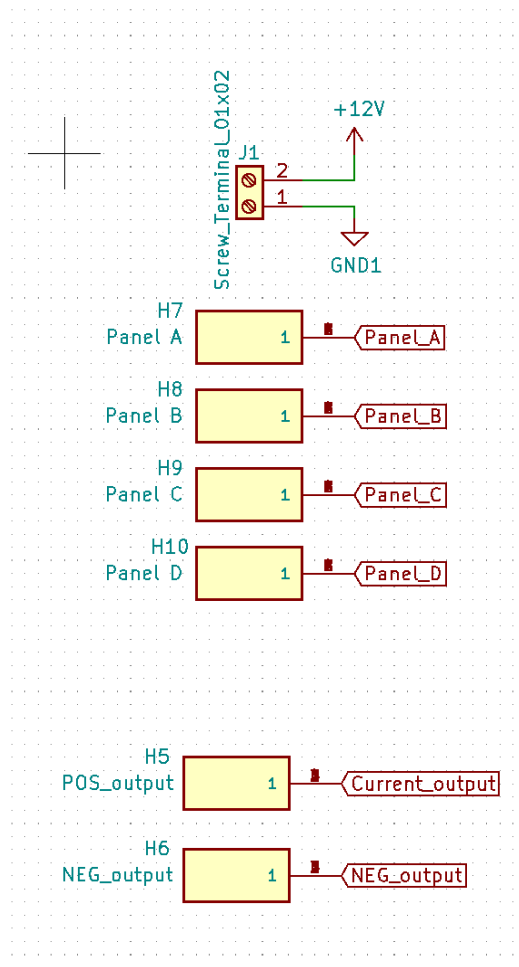 Screw_Terminal_01x02
+12V
J1
2
1
GND1
H7
Panel A
1
Panel_A
H8
Panel B
1
Panel_B
H9
Panel C
1
Panel_C
H10
Panel D
1
Panel_D
H5
POS_output
1
Current_output
H6
NEG_output
1
NEG_output